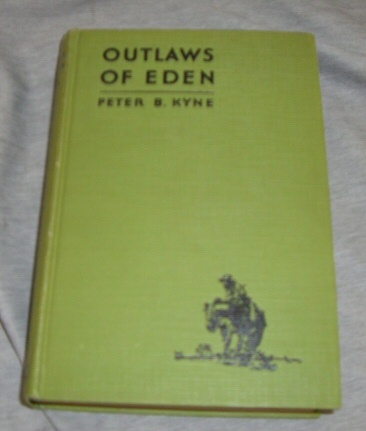 OUTLAWS
OF EDEN
PETER B. KYNE